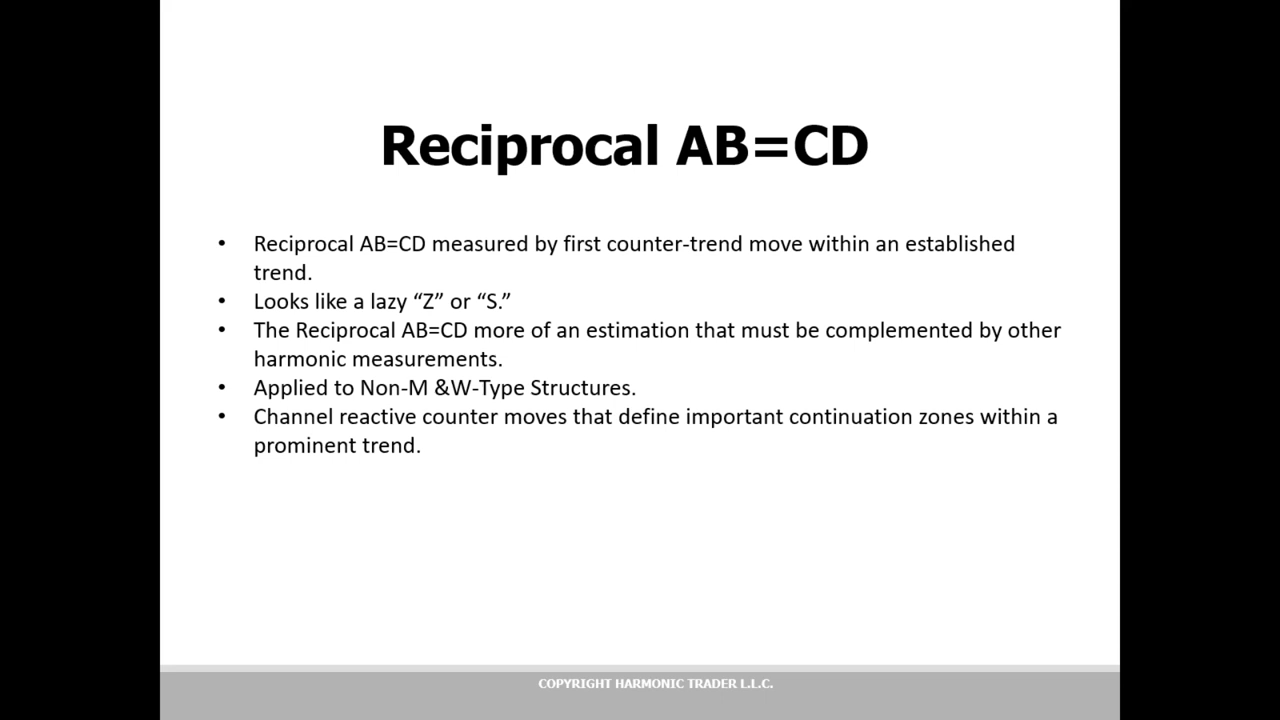 Reciprocal AB=CD
• Reciprocal AB=CD measured by first counter-trend move within an established
trend.
• Looks like a lazy “Z” or “S.”
• The Reciprocal AB=CD more of an estimation that must be complemented by other
harmonic measurements.
• Applied to Non-M &W-Type Structures.
• Channel reactive counter moves that define important continuation zones within a
prominent trend.
COPYRIGHT HARMONIC TRADER L.L.C.